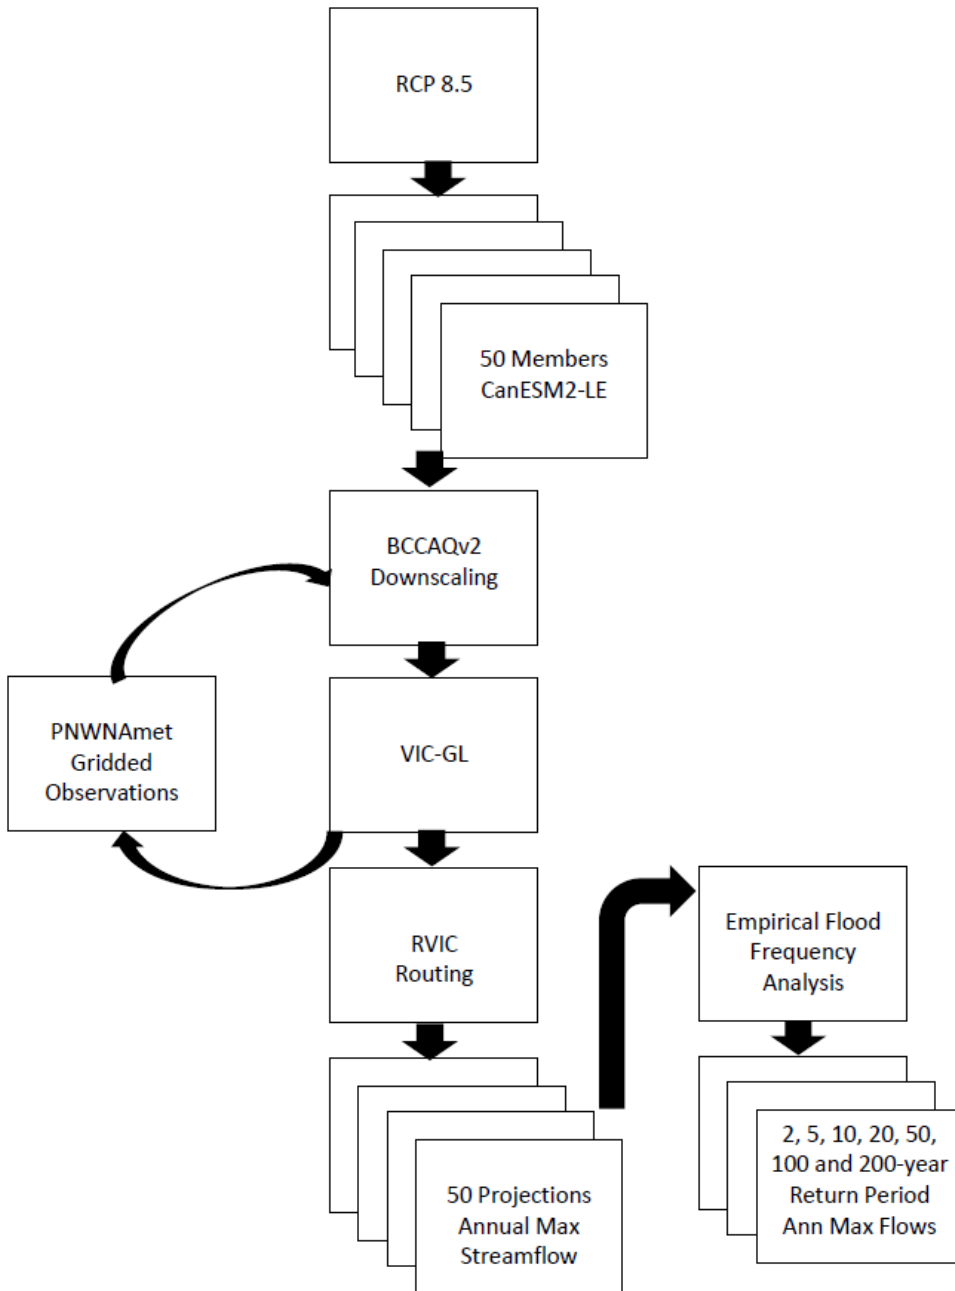 RCP 8.5
50 Members
CanESM2-LE
BCCAQv2
Downscaling
PNWNAmet
Gridded
Observations
VIC-GL
RVIC
Routing
Empirical Flood
Frequency
Analysis
50 Projections
Annual Max
Streamflow
2, 5, 10, 20, 50,
100 and 200-year
Return Period
Ann Max Flows